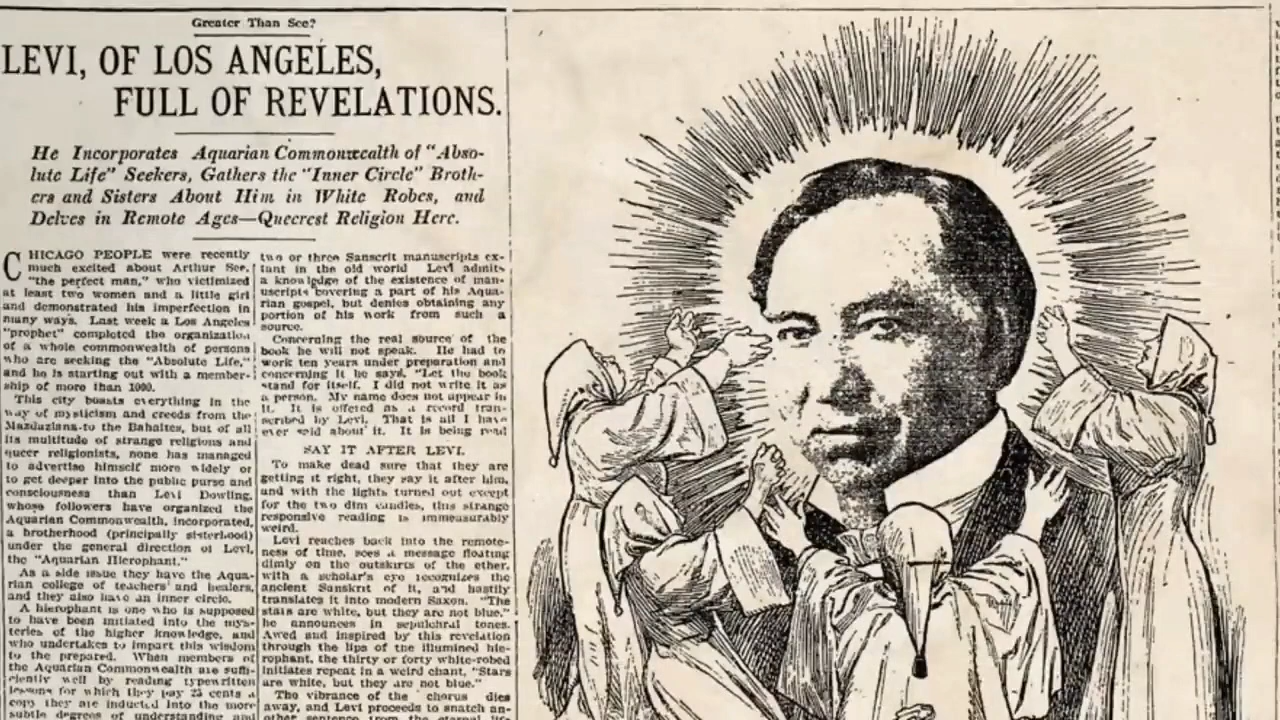 Greater Than See?
LEVI, OF LOS ANGELES,
FULL OF REVELATIONS.
He Incorporates Aquarian Commonwealth of "Abso-
lute Life" Seekers, Gathers the "Inner Circle" Broth-
ers and Sisters About Him in White Robes, and
Delves in Remote Ages—Queerest Religion Here.
CHICAGO PEOPLE were recently
much excited about Arthur See,
"the perfect man," who victimized
at least two women and a little girl
and demonstrated his imperfection in
many ways. Last week a Los Angeles
"prophet" completed the organization
of a whole commonwealth of persons
who are seeking the "Absolute Life,"
and he is starting out with a member-
ship of more than 1000.
This city boasts everything in the
way of mysticism and creeds from the
Mazdaziana to the Bahaites, but of all
its multitude of strange religions and
queer religionists, none has managed
to advertise himself more widely or
to get deeper into the public purse and
consciousness than Levi Dowling,
whose followers have organized the
Aquarian Commonwealth, incorporated,
a brotherhood (principally sisterhood)
under the general direction of Levi,
the "Aquarian Hierophant."
As a side issue they have the Aqua-
rian college of teachers and healers,
and they also have an inner circle.
A hierophant is one who is supposed
to have been initiated into the mys-
teries of the higher knowledge, and
who undertakes to impart this wisdom
to the prepared. When members of
the Aquarian Commonwealth are suffi-
ciently well by reading typewritten
lessons for which they pay 25 cents a
copy they are inducted into the more
subtle degrees of understanding and
two or three Sanscrit manuscripts ex-
tant in the old world Levi admits
a knowledge of the existence of man-
uscripts covering a part of his Aqua-
rian gospel, but denies obtaining any
portion of his work from such a
source.
Concerning the real source of the
book he will not speak. He had to
work ten years under preparation and
concerning it he says, "Let the book
stand for itself. I did not write it as
a person. My name does not appear in
it. It is offered as a record tran-
scribed by Levi. That is all I have
ever said about it. It is being read
SAY IT AFTER LEVI.
To make dead sure that they are
getting it right, they say it after him,
and with the lights turned out except
for the two dim candles, this strange
responsive reading is immeasurably
weird.
Levi reaches back into the remote-
ness of time, sees a message floating
dimly on the outskirts of the ether,
with a scholar's eye recognizes the
ancient Sanskrit of it, and hastily
translates it into modern Saxon. "The
stars are white, but they are not blue,"
he announces in sepulchral tones.
Awed and inspired by this revelation
through the lips of the illumined hie-
rophant, the thirty or forty white-robed
initiates repeat in a weird chant, "Stars
are white, but they are not blue."
The vibrance of the chorus dies
away, and Levi proceeds to snatch an-
other sentence from the eternal